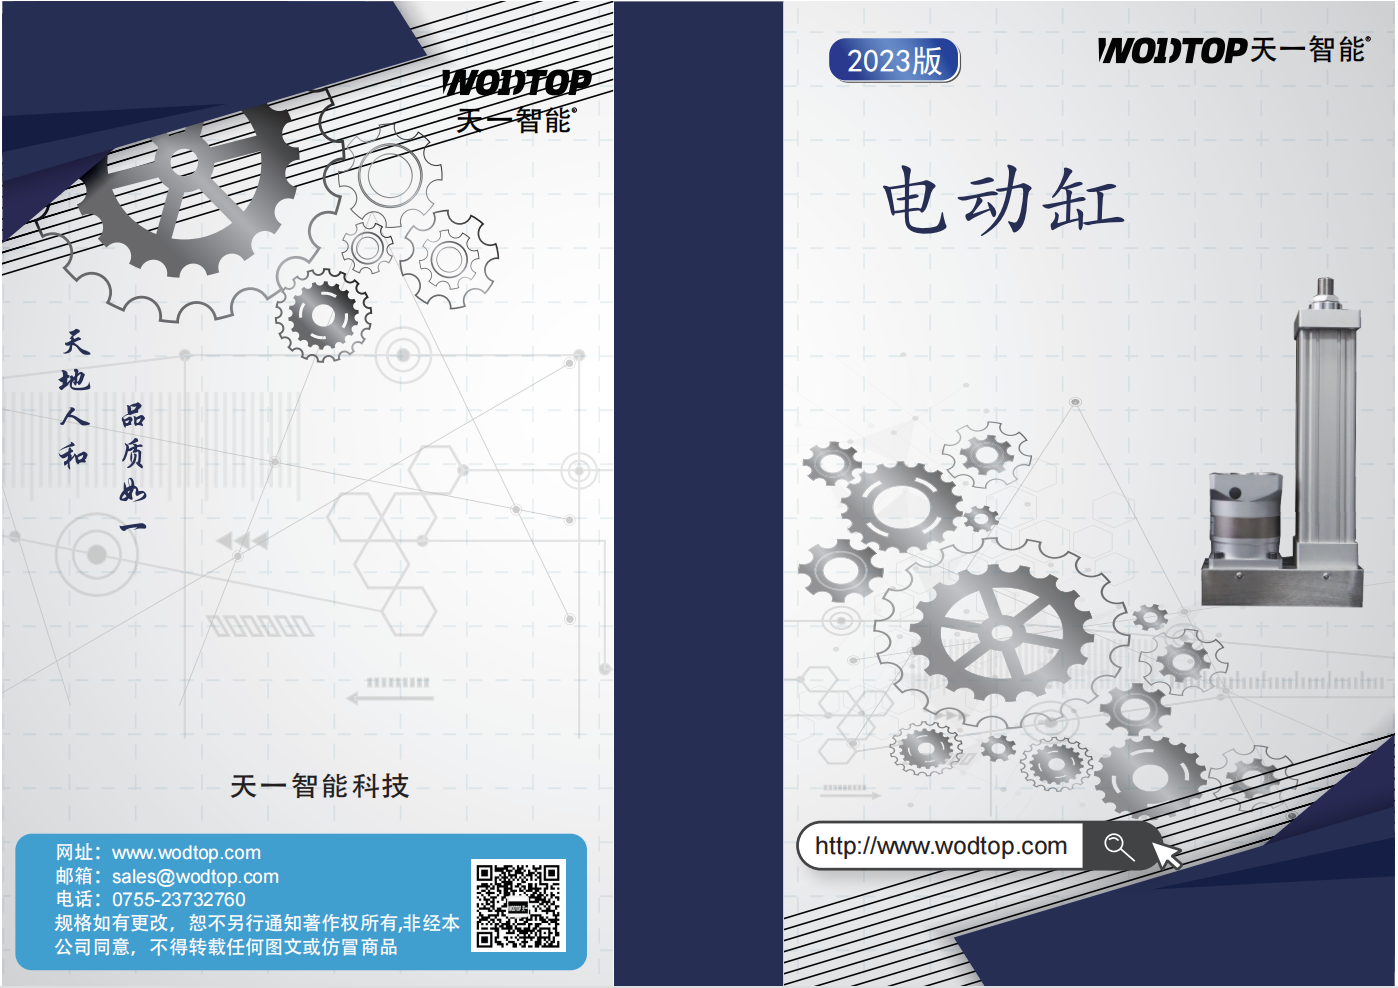 WODTOP
天一智能®
天地人和
品质如一
天一智能科技
网址：www.wodtop.com
邮箱：sales@wodtop.com
电话：0755-23732760
规格如有更改，恕不另行通知著作权所有,非经本
公司同意，不得转载任何图文或仿冒商品
WODTOP 天一
2023版
WODTOP天一智能®
电动缸
http://www.wodtop.com